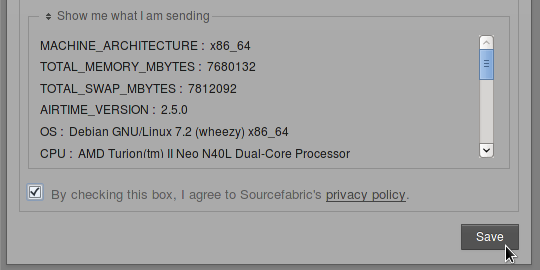 Show me what I am sending
MACHINE_ARCHITECTURE : x86_64
TOTAL_MEMORY_MBYTES : 7680132
TOTAL_SWAP_MBYTES : 7812092
AIRTIME_VERSION : 2.5.0
OS : Debian GNU/Linux 7.2 (wheezy) x86_64
CPU : AMD Turion(tm) II Neo N40L Dual-Core Processor
By checking this box, I agree to Sourcefabric's privacy policy.
Save